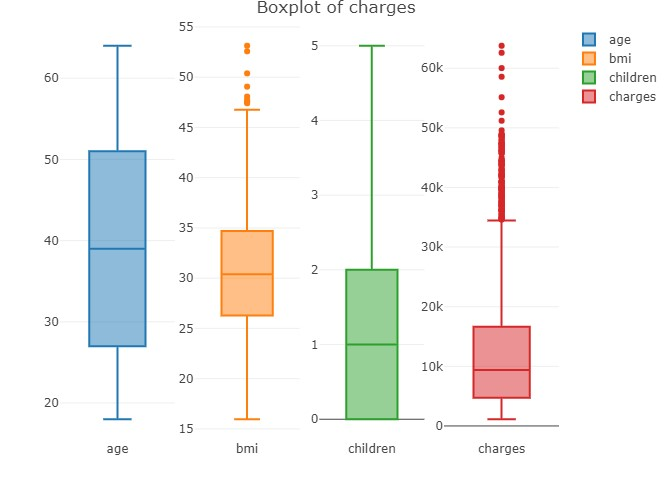 Boxplot of charges
60
50
40
30
20
age
55
50
45
40
35
30
25
20
15
bmi
5
4
3
2
1
0
children
60k
50k
40k
30k
20k
10k
0
charges
age
bmi
children
charges